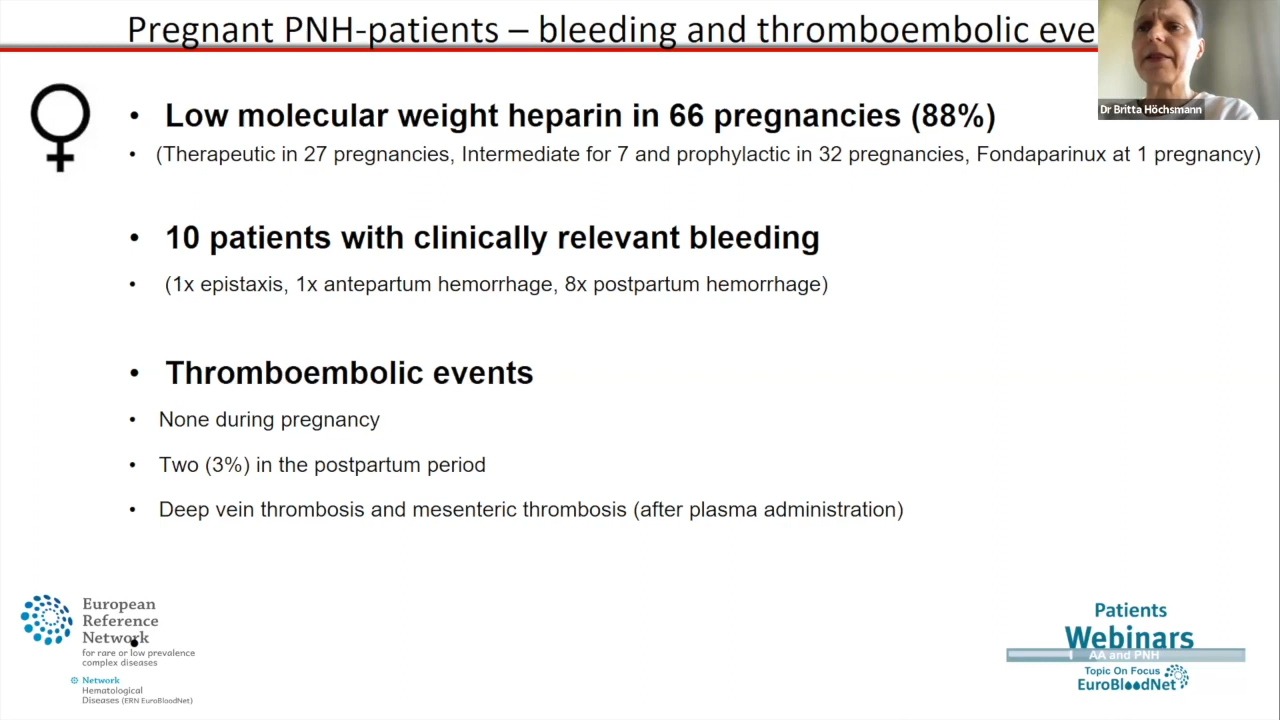 Pregnant PNH-patients – bleeding and thromboembolic eve
Dr Britta Höchsmann
• Low molecular weight heparin in 66 pregnancies (88%)
• (Therapeutic in 27 pregnancies, Intermediate for 7 and prophylactic in 32 pregnancies, Fondaparinux at 1 pregnancy)
• 10 patients with clinically relevant bleeding
• (1x epistaxis, 1x antepartum hemorrhage, 8x postpartum hemorrhage)
• Thromboembolic events
• None during pregnancy
• Two (3%) in the postpartum period
• Deep vein thrombosis and mesenteric thrombosis (after plasma administration)
European
Reference
Network
for rare or low prevalence
complex diseases
Network
Hematological
Diseases (ERN EuroBloodNet)
Patients
Webinars
AA and PNH
Topic On Focus
EuroBloodNet